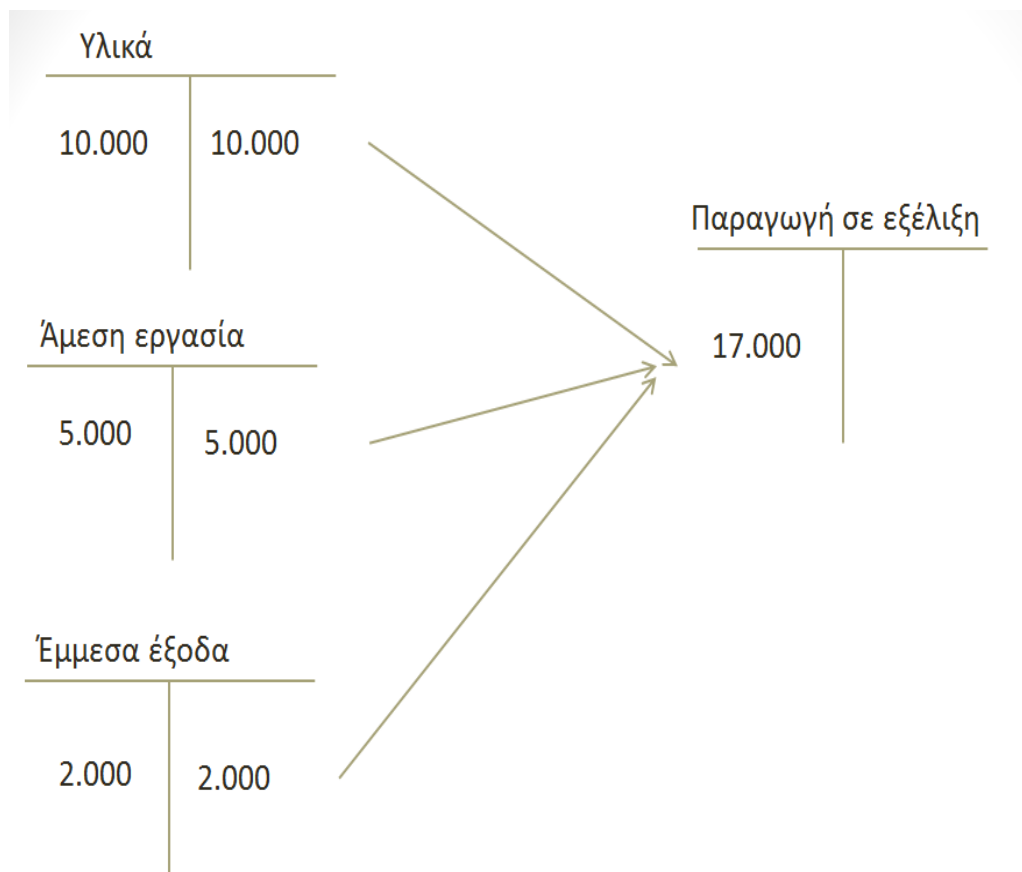 Υλικά
10.000 10.000
Παραγωγή σε εξέλιξη
17.000
Άμεση εργασία
5.000 5.000
Έμμεσα έξοδα
2.000 2.000